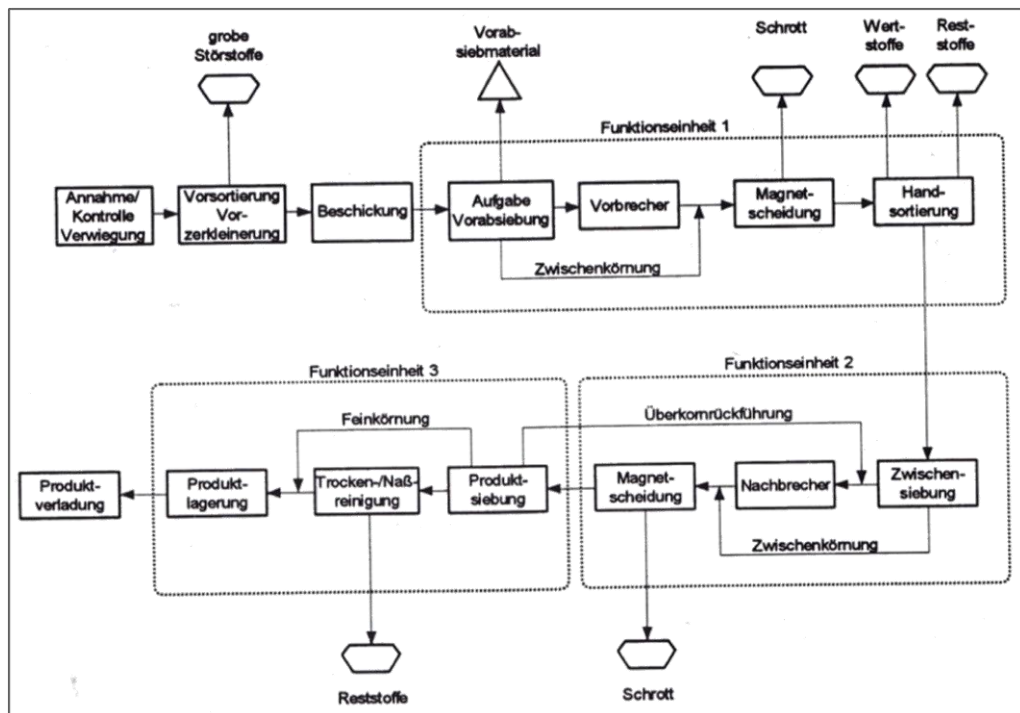 grobe
Störstoffe
Vorab-
siebmaterial
Schrott
Wert-
stoffe
Rest-
stoffe
Funktionseinheit 1
Annahme/
Kontrolle
Verwiegung
Vorsortierung
Vor-
zerkleinerung
Beschickung
Aufgabe
Vorabsiebung
Vorbrecher
Magnet-
scheidung
Hand-
sortierung
Zwischenkörnung
Funktionseinheit 3
Funktionseinheit 2
Feinkörnung
Überkornrückführung
Produkt-
verladung
Produkt-
lagerung
Trocken-/Naß-
reinigung
Produkt-
siebung
Magnet-
scheidung
Nachbrecher
Zwischen-
siebung
Zwischenkörnung
Reststoffe
Schrott